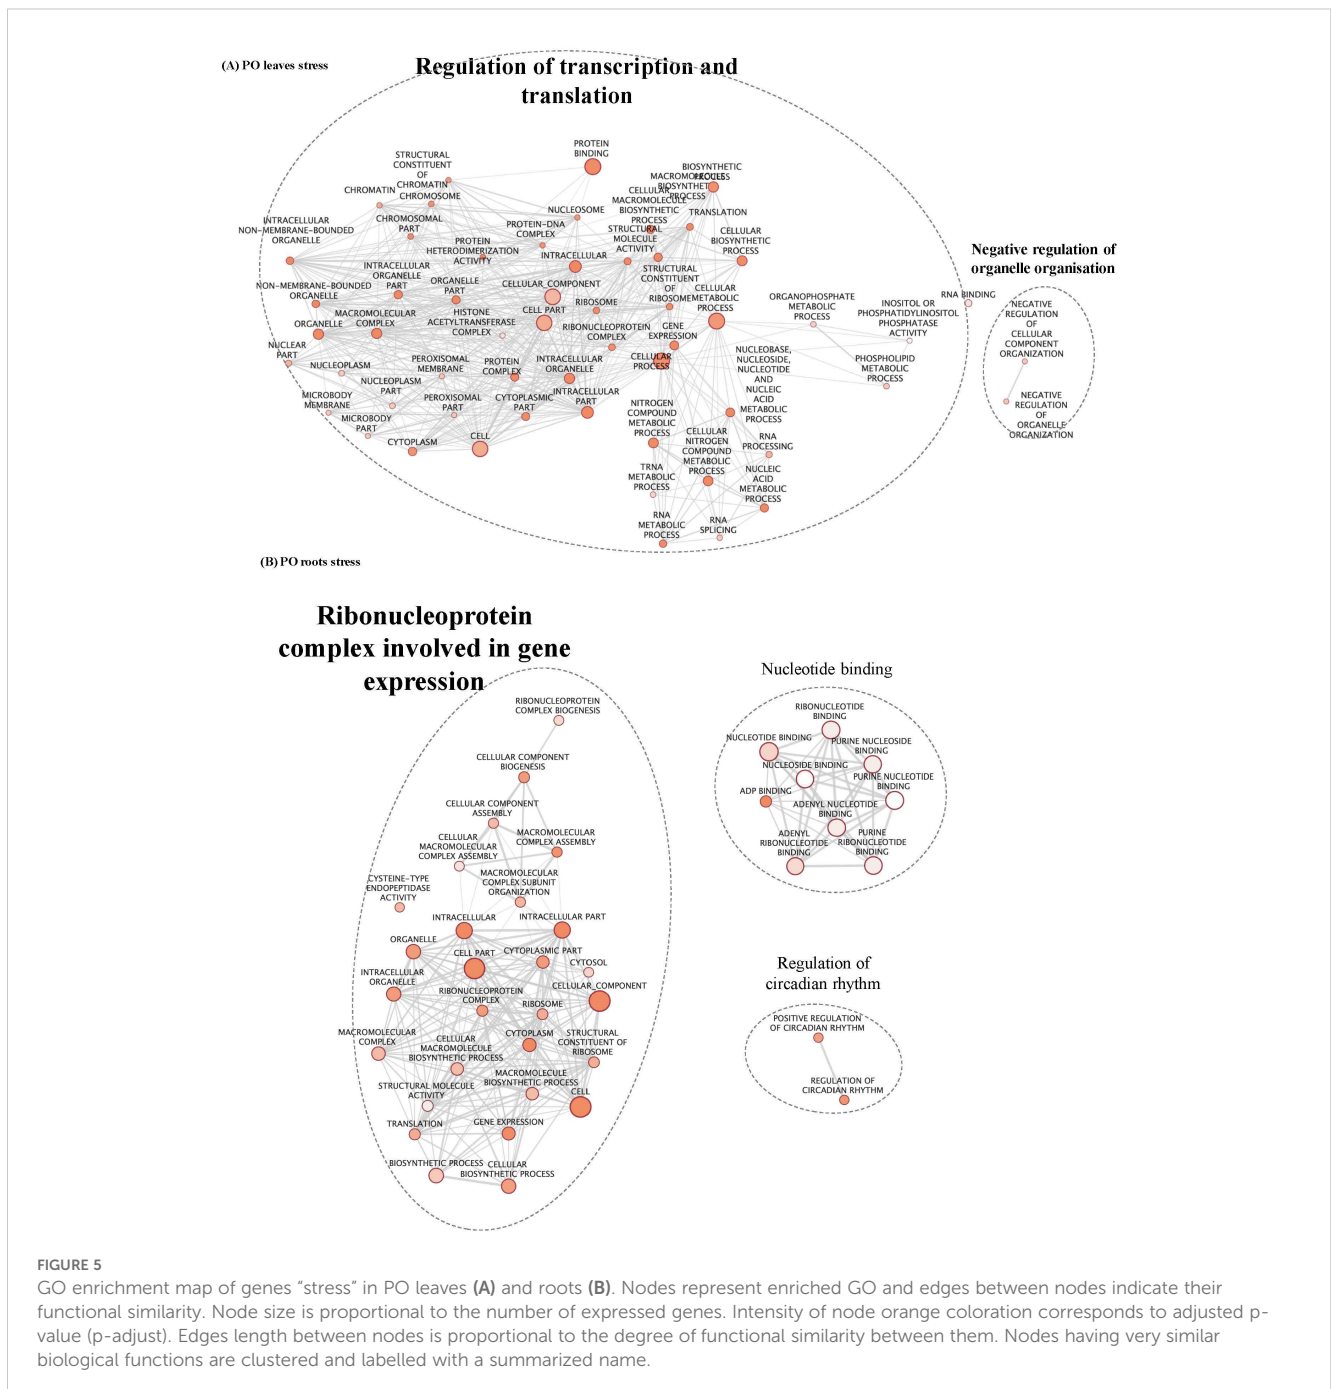 (A) PO leaves stress
Regulation of transcription and
translation
PROTEIN
BINDING
STRUCTURAL
CONSTITUENT
OF
CHROMATIN
CHROMATIN
CHROMOSOME
CHROMOSOMAL
PART
INTRACELLULAR
NON-MEMBRANE-BOUNDED
ORGANELLE
NUCLEOSOME
PROTEIN-DNA
COMPLEX
PROTEIN
HETERODIMERIZATION
ACTIVITY
INTRACELLULAR
BIOSYNTHETIC
PROCESS
MACROMOLECULE
BIOSYNTHETIC
PROCESS
CELLULAR
MACROMOLECULE
BIOSYNTHETIC
PROCESS
TRANSLATION
STRUCTURAL
MOLECULE
ACTIVITY
CELLULAR
BIOSYNTHETIC
PROCESS
INTRACELLULAR
ORGANELLE
PART
ORGANELLE
PART
NON-MEMBRANE-BOUNDED
ORGANELLE
CELLULAR_COMPONENT
CELL PART
RIBOSOME
STRUCTURAL
CONSTITUENT
OF
RIBOSOME
CELLULAR
METABOLIC
PROCESS
ORGANELLE
MACROMOLECULAR
COMPLEX
HISTONE
ACETYLTRANSFERASE
COMPLEX
RIBONUCLEOPROTEIN
COMPLEX
GENE
EXPRESSION
CELLULAR
PROCESS
ORGANOPHOSPHATE
METABOLIC
PROCESS
INOSITOL OR
PHOSPHATIDYLINOSITOL
PHOSPHATASE
ACTIVITY
RNA BINDING
PHOSPHOLIPID
METABOLIC
PROCESS
NUCLEAR
PART
NUCLEOPLASM
NUCLEOPLASM
PART
PEROXISOMAL
MEMBRANE
PROTEIN
COMPLEX
INTRACELLULAR
ORGANELLE
NUCLEOBASE,
NUCLEOSIDE,
NUCLEOTIDE
AND
NUCLEIC
ACID
METABOLIC
PROCESS
MICROBODY
MEMBRANE
MICROBODY
PART
PEROXISOMAL
PART
CYTOPLASMIC
PART
INTRACELLULAR
PART
CYTOPLASM
CELL
NITROGEN
COMPOUND
METABOLIC
PROCESS
CELLULAR
NITROGEN
COMPOUND
METABOLIC
PROCESS
RNA
PROCESSING
TRNA
METABOLIC
PROCESS
NUCLEIC
ACID
METABOLIC
PROCESS
RNA
METABOLIC
PROCESS
RNA
SPLICING
Negative regulation of
organelle organisation
NEGATIVE
REGULATION
OF
CELLULAR
COMPONENT
ORGANIZATION
NEGATIVE
REGULATION
OF
ORGANELLE
ORGANIZATION
(B) PO roots stress
Ribonucleoprotein
complex involved in gene
expression
RIBONUCLEOPROTEIN
COMPLEX BIOGENESIS
CELLULAR COMPONENT
BIOGENESIS
CELLULAR COMPONENT
ASSEMBLY
CELLULAR
MACROMOLECULAR
COMPLEX ASSEMBLY
MACROMOLECULAR
COMPLEX ASSEMBLY
MACROMOLECULAR
COMPLEX SUBUNIT
ORGANIZATION
CYSTEINE-TYPE
ENDOPEPTIDASE
ACTIVITY
INTRACELLULAR
INTRACELLULAR PART
ORGANELLE
CELL PART
CYTOPLASMIC PART
CYTOSOL
INTRACELLULAR
ORGANELLE
RIBONUCLEOPROTEIN
COMPLEX
RIBOSOME
CELLULAR_COMPONENT
MACROMOLECULAR
COMPLEX
CELLULAR
MACROMOLECULE
BIOSYNTHETIC PROCESS
CYTOPLASM
STRUCTURAL
CONSTITUENT OF
RIBOSOME
STRUCTURAL MOLECULE
ACTIVITY
MACROMOLECULE
BIOSYNTHETIC PROCESS
CELL
TRANSLATION
GENE EXPRESSION
BIOSYNTHETIC PROCESS
CELLULAR
BIOSYNTHETIC PROCESS
Nucleotide binding
RIBONUCLEOTIDE
BINDING
NUCLEOTIDE BINDING
PURINE NUCLEOSIDE
BINDING
NUCLEOSIDE BINDING
PURINE NUCLEOTIDE
BINDING
ADP BINDING
ADENYL NUCLEOTIDE
BINDING
ADENYL
RIBONUCLEOTIDE
BINDING
PURINE
RIBONUCLEOTIDE
BINDING
Regulation of
circadian rhythm
POSITIVE REGULATION
OF CIRCADIAN RHYTHM
REGULATION OF
CIRCADIAN RHYTHM
FIGURE 5
GO enrichment map of genes “stress” in PO leaves (A) and roots (B). Nodes represent enriched GO and edges between nodes indicate their
functional similarity. Node size is proportional to the number of expressed genes. Intensity of node orange coloration corresponds to adjusted p-
value (p-adjust). Edges length between nodes is proportional to the degree of functional similarity between them. Nodes having very similar
biological functions are clustered and labelled with a summarized name.